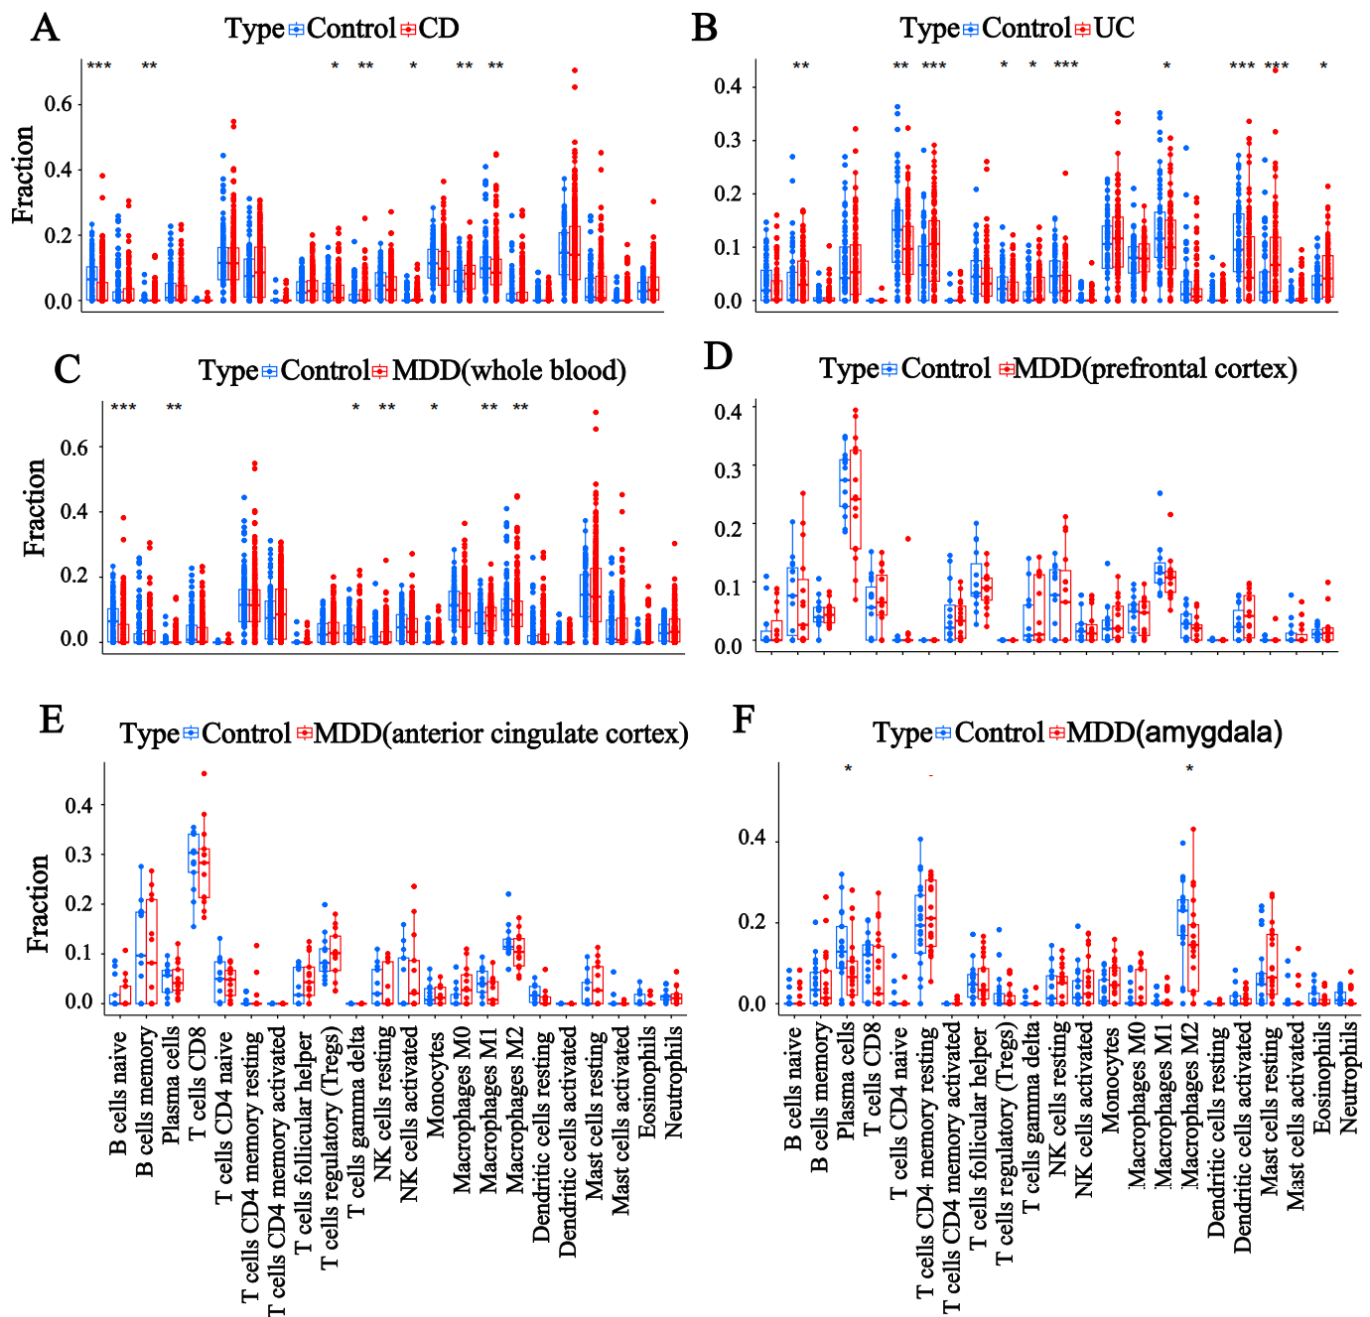 A
Type Control CD
*** ** * ** * ** **
Fraction
0.6
0.4
0.2
0.0
B
Type Control UC
** ** *** * * *** * *** *** *
0.4
0.3
0.2
0.1
0.0
C
Type Control MDD(whole blood)
*** ** * ** * ** **
Fraction
0.6
0.4
0.2
0.0
D
Type Control MDD(prefrontal cortex)
0.4
0.3
0.2
0.1
0.0
E
Type Control MDD(anterior cingulate cortex)
Fraction
0.4
0.3
0.2
0.1
0.0
B cells naive
B cells memory
Plasma cells
T cells CD8
T cells CD4 naive
T cells CD4 memory resting
T cells CD4 memory activated
T cells follicular helper
T cells regulatory (Tregs)
T cells gamma delta
NK cells resting
NK cells activated
Monocytes
Macrophages M0
Macrophages M1
Macrophages M2
Dendritic cells resting
Dendritic cells activated
Mast cells resting
Mast cells activated
Eosinophils
Neutrophils
F
Type Control MDD(amygdala)
* *
0.4
0.2
0.0
B cells naive
B cells memory
Plasma cells
T cells CD8
T cells CD4 naive
T cells CD4 memory resting
T cells CD4 memory activated
T cells follicular helper
T cells regulatory (Tregs)
T cells gamma delta
NK cells resting
NK cells activated
Monocytes
Macrophages M0
Macrophages M1
Macrophages M2
Dendritic cells resting
Dendritic cells activated
Mast cells resting
Mast cells activated
Eosinophils
Neutrophils